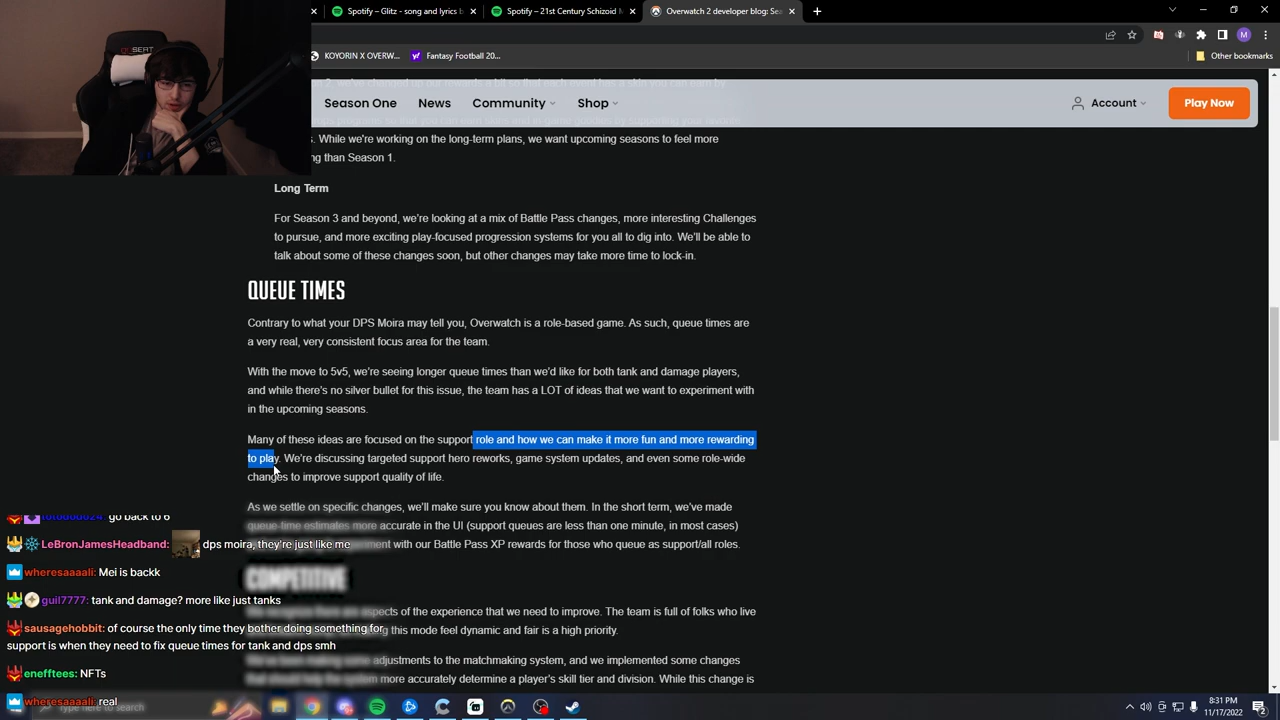 Spotify – Glitz - song and lyrics b
Spotify – 21st Century Schizoid M
Overwatch 2 developer blog: Sea
KOYORIN X OVERW...
Fantasy Football 20...
Other bookmarks
Season One
News
Community
Shop
Account
Play Now
s. While we're working on the long-term plans, we want upcoming seasons to feel more
ng than Season 1.
Long Term
For Season 3 and beyond, we're looking at a mix of Battle Pass changes, more interesting Challenges
to pursue, and more exciting play-focused progression systems for you all to dig into. We'll be able to
talk about some of these changes soon, but other changes may take more time to lock-in.
QUEUE TIMES
Contrary to what your DPS Moira may tell you, Overwatch is a role-based game. As such, queue times are
a very real, very consistent focus area for the team.
With the move to 5v5, we're seeing longer queue times than we'd like for both tank and damage players,
and while there's no silver bullet for this issue, the team has a LOT of ideas that we want to experiment with
in the upcoming seasons.
Many of these ideas are focused on the support role and how we can make it more fun and more rewarding
to play. We're discussing targeted support hero reworks, game system updates, and even some role-wide
changes to improve support quality of life.
As we settle on specific changes, we'll make sure you know about them. In the short term, we've made
queue-time estimates more accurate in the UI (support queues are less than one minute, in most cases)
experiment with our Battle Pass XP rewards for those who queue as support/all roles.
COMPETITIVE
aspects of the experience that we need to improve. The team is full of folks who live
this mode feel dynamic and fair is a high priority.
adjustments to the matchmaking system, and we implemented some changes
that should help the system more accurately determine a player's skill tier and division. While this change is
go back to 6
LeBronJamesHeadband: dps moira, they're just like me
wheresaaali: Mei is backk
guil7777: tank and damage? more like just tanks
sausagehobbit: of course the only time they bother doing something for
support is when they need to fix queue times for tank and dps smh
enefftees: NFTs
wheresaaali: real
Type here to search
8:31 PM
11/17/2022